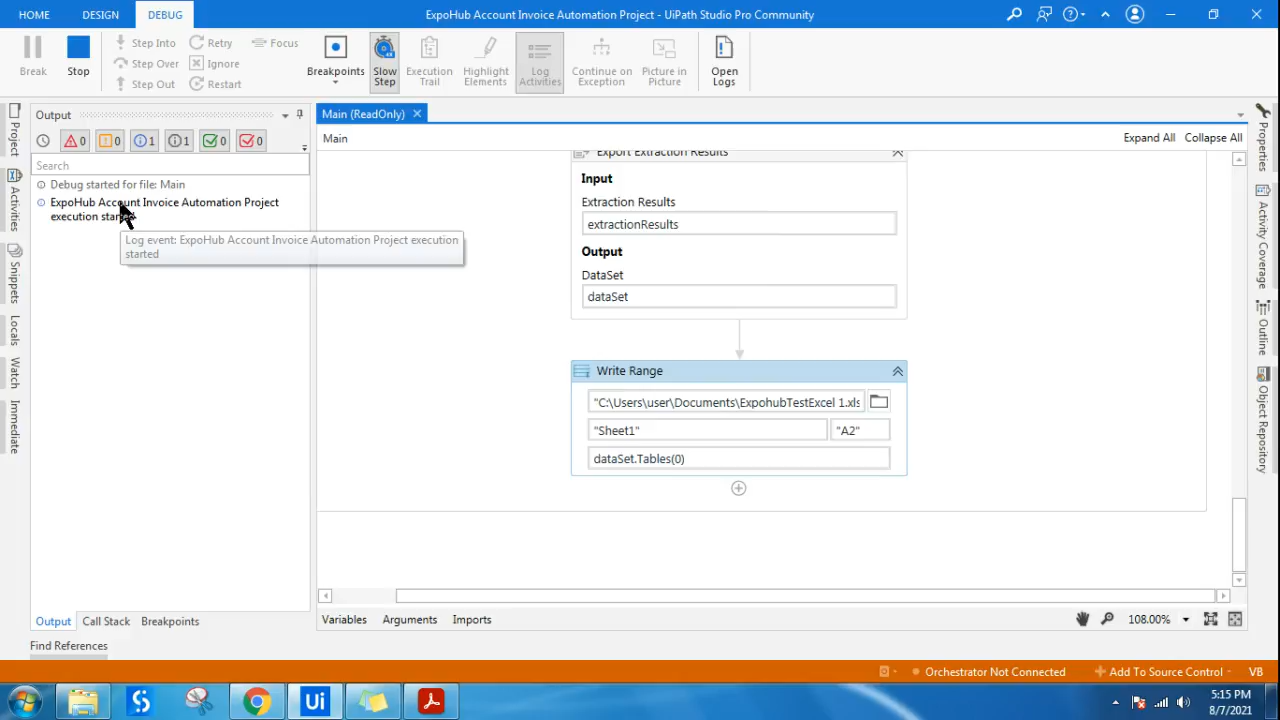 HOME
DESIGN
DEBUG
ExpoHub Account Invoice Automation Project - UiPath Studio Pro Community
Break
Stop
Step Into
Step Over
Step Out
Retry
Ignore
Restart
Focus
Breakpoints
Slow
Step
Execution
Trail
Highlight
Elements
Log
Activities
Continue on
Exception
Picture in
Picture
Open
Logs
Output
0
0
1
1
0
0
Search
Debug started for file: Main
ExpoHub Account Invoice Automation Project
execution started
Log event: ExpoHub Account Invoice Automation Project execution
started
Project
Activities
Snippets
Locals
Watch
Immediate
Main (ReadOnly)
Main
Expand All
Collapse All
Export Extraction Results
Input
Extraction Results
extractionResults
Output
DataSet
dataSet
Write Range
"C:\Users\user\Documents\ExpohubTestExcel 1.xls
"Sheet1"
"A2"
dataSet.Tables(0)
Properties
Activity Coverage
Outline
Object Repository
Output
Call Stack
Breakpoints
Variables
Arguments
Imports
108.00%
Find References
Orchestrator Not Connected
Add To Source Control
VB
Ui
5:15 PM
8/7/2021